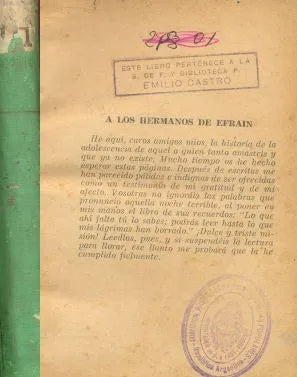 ESTE LIBRO PERTENECE A LA
S. DE F. Y BIBLIOTECA P.
EMILIO CASTRO
A LOS HERMANOS DE EFRAIN
He aquí, caros amigos míos, la historia de la
adolescencia de aquel a quien tanto amasteis y
que ya no existe. Mucho tiempo os he hecho
esperar estas páginas. Después de escritas me
han parecido pálidas e indignas de ser ofrecidas
como un testimonio de mi gratitud y de mi
afecto. Vosotros no ignoráis las palabras que
pronunció aquella noche terrible, al poner en
mis manos el libro de sus recuerdos: "Lo que
ahí falta tú lo sabes; podrás leer hasta lo que
mis lágrimas han borrado." ¡Dulce y triste mi-
sión! Leedlas, pues, y si suspendéis la lectura
para llorar, ese llanto me probará que la he
cumplido fielmente.
República Argentina